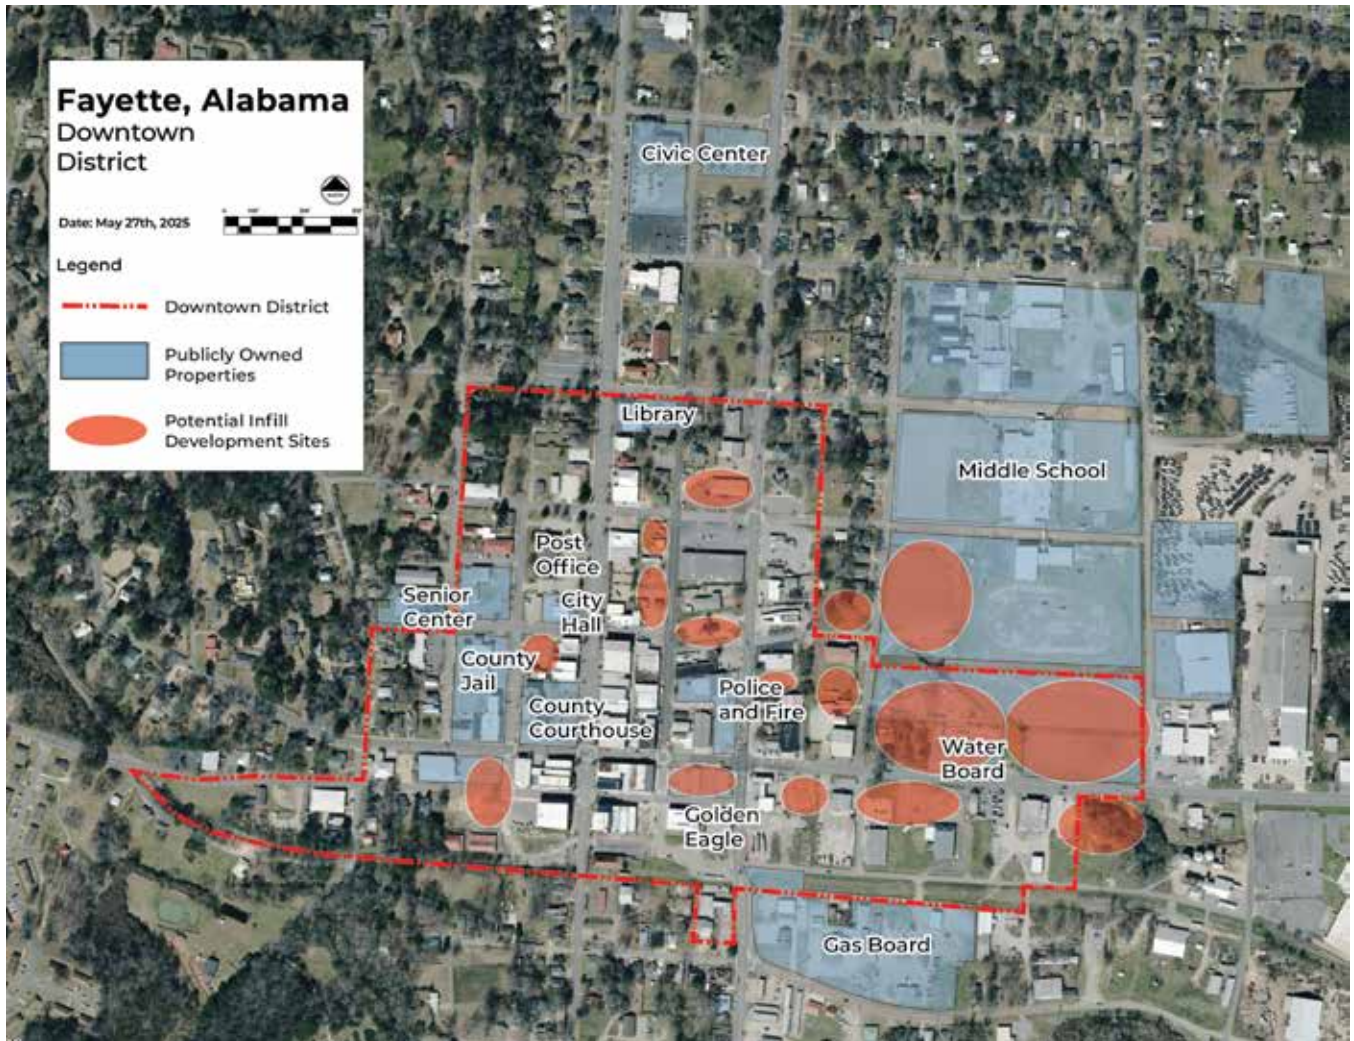 Fayette, Alabama
Downtown
District
Date: May 27th, 2025
Legend
Downtown District
Publicly Owned
Properties
Potential Infill
Development Sites
Civic Center
Library
Middle School
Post
Office
Senior
Center
City
Hall
County
Jail
County
Courthouse
Police
and Fire
Water
Board
Golden
Eagle
Gas Board